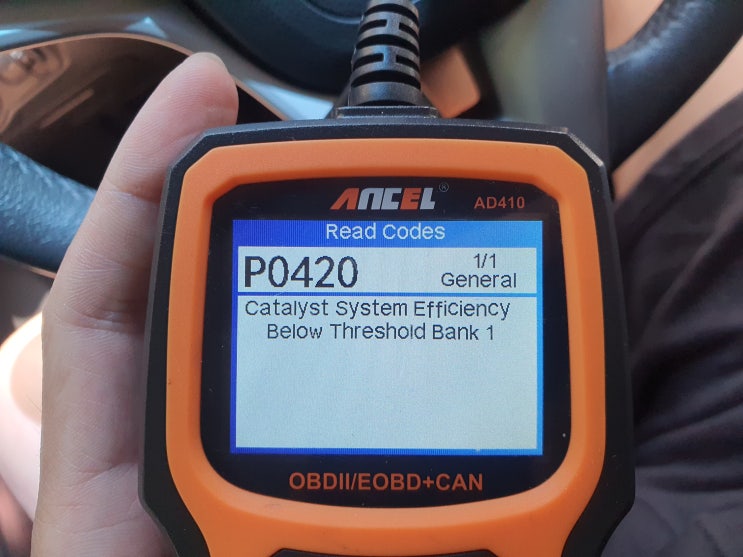 ANCEL®
AD410
Read Codes
P0420
1/1
General
Catalyst System Efficiency
Below Threshold Bank 1
OBDII/EOBD+CAN